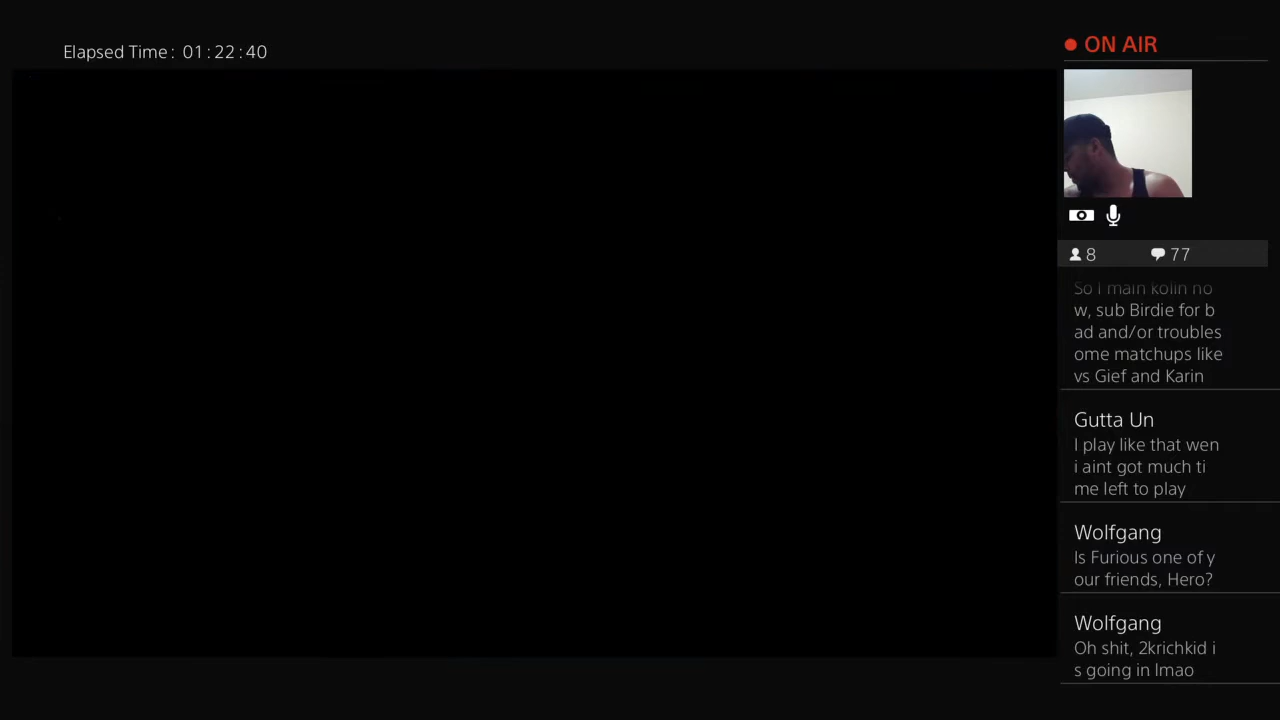 Elapsed Time: 01:22:40
ON AIR
8 77
So I main kolin no
w, sub Birdie for b
ad and/or troubles
ome matchups like
vs Gief and Karin
Gutta Un
I play like that wen
i aint got much ti
me left to play
Wolfgang
Is Furious one of y
our friends, Hero?
Wolfgang
Oh shit, 2krichkid i
s going in lmao